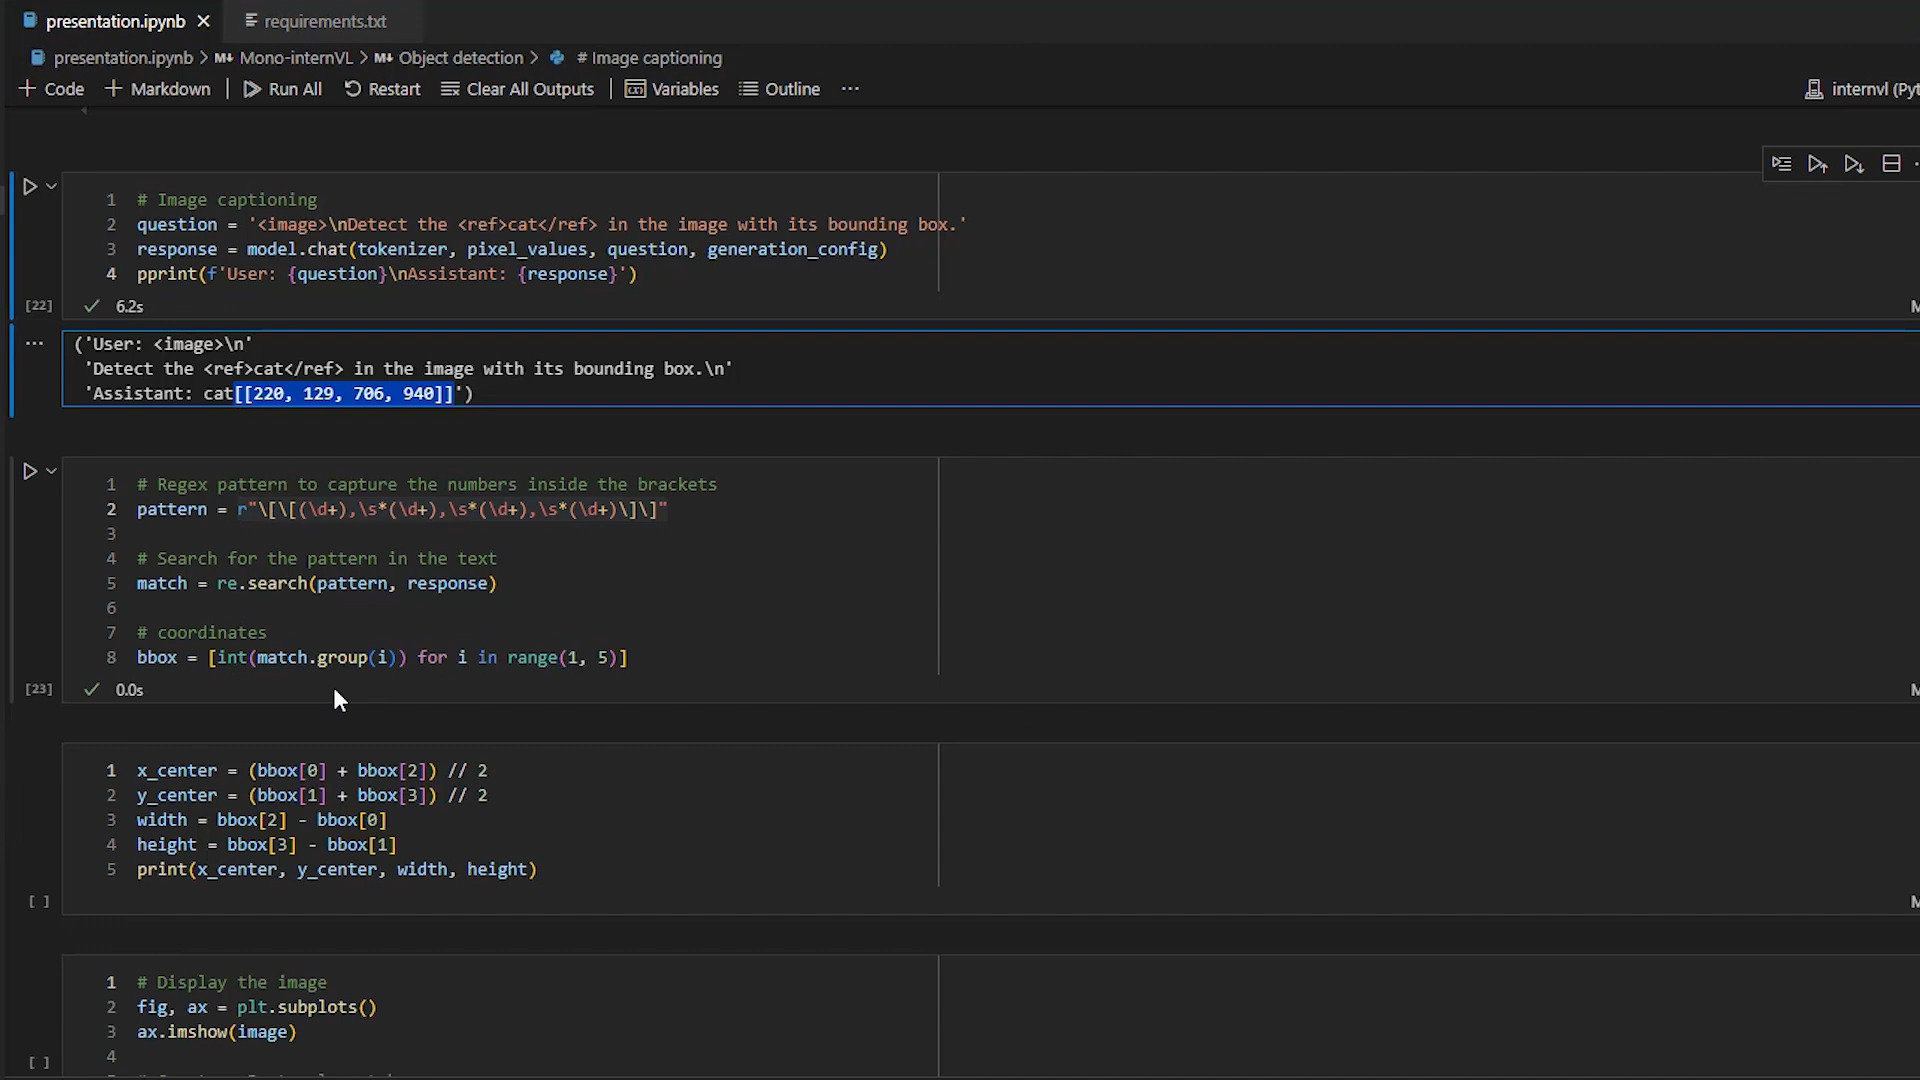 presentation.ipynb
requirements.txt
presentation.ipynb > M↓ Mono-internVL > M↓ Object detection > # Image captioning
+ Code + Markdown | Run All Restart Clear All Outputs | Variables Outline ... internvl (Pyt
1 # Image captioning
2 question = '<image>\nDetect the <ref>cat</ref> in the image with its bounding box.'
3 response = model.chat(tokenizer, pixel_values, question, generation_config)
4 pprint(f'User: {question}\nAssistant: {response}')
[22] 6.2s
... ('User: <image>\n'
'Detect the <ref>cat</ref> in the image with its bounding box.\n'
'Assistant: cat[[220, 129, 706, 940]]')
1 # Regex pattern to capture the numbers inside the brackets
2 pattern = r"\[\[(\d+),\s*(\d+),\s*(\d+),\s*(\d+)\]\]"
3
4 # Search for the pattern in the text
5 match = re.search(pattern, response)
6
7 # coordinates
8 bbox = [int(match.group(i)) for i in range(1, 5)]
[23] 0.0s
1 x_center = (bbox[0] + bbox[2]) // 2
2 y_center = (bbox[1] + bbox[3]) // 2
3 width = bbox[2] - bbox[0]
4 height = bbox[3] - bbox[1]
5 print(x_center, y_center, width, height)
[ ]
1 # Display the image
2 fig, ax = plt.subplots()
3 ax.imshow(image)
4
[ ]